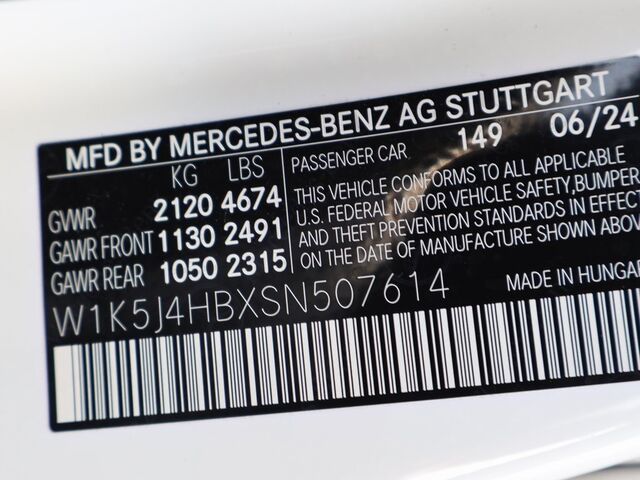 MFD BY MERCEDES-BENZ AG STUTTGART
KG LBS
GVWR 2120 4674
GAWR FRONT 1130 2491
GAWR REAR 1050 2315
PASSENGER CAR 149 06/24
THIS VEHICLE CONFORMS TO ALL APPLICABLE
U.S. FEDERAL MOTOR VEHICLE SAFETY, BUMPER
AND THEFT PREVENTION STANDARDS IN EFFECT
ON THE DATE OF MANUFACTURE SHOWN ABOV
W1K5J4HBXSN507614
MADE IN HUNGAR